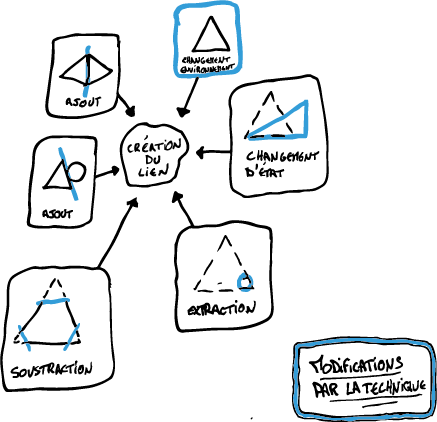 CHANGEMENT
ENVIRONNEMENT
AJOUT
CRÉATION
DU
LIEN
CHANGEMENT
D'ÉTAT
AJOUT
EXTRACTION
SOUSTRACTION
MODIFICATIONS
PAR LA TECHNIQUE